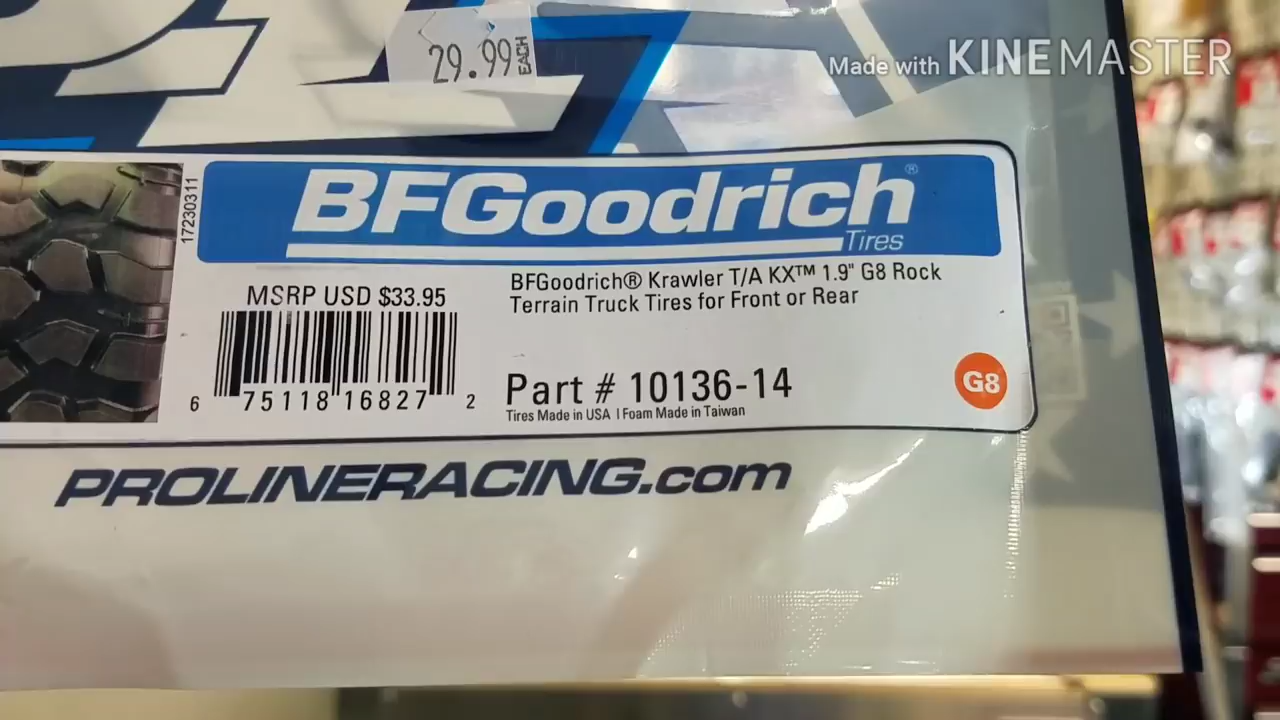 29.99 EACH
Made with KINEMASTER
17230311
BFGoodrich®
Tires
MSRP USD $33.95
BFGoodrich® Krawler T/A KX™ 1.9" G8 Rock
Terrain Truck Tires for Front or Rear
6 75118 16827 2
Part # 10136-14
Tires Made in USA | Foam Made in Taiwan
G8
PROLINERACING.com